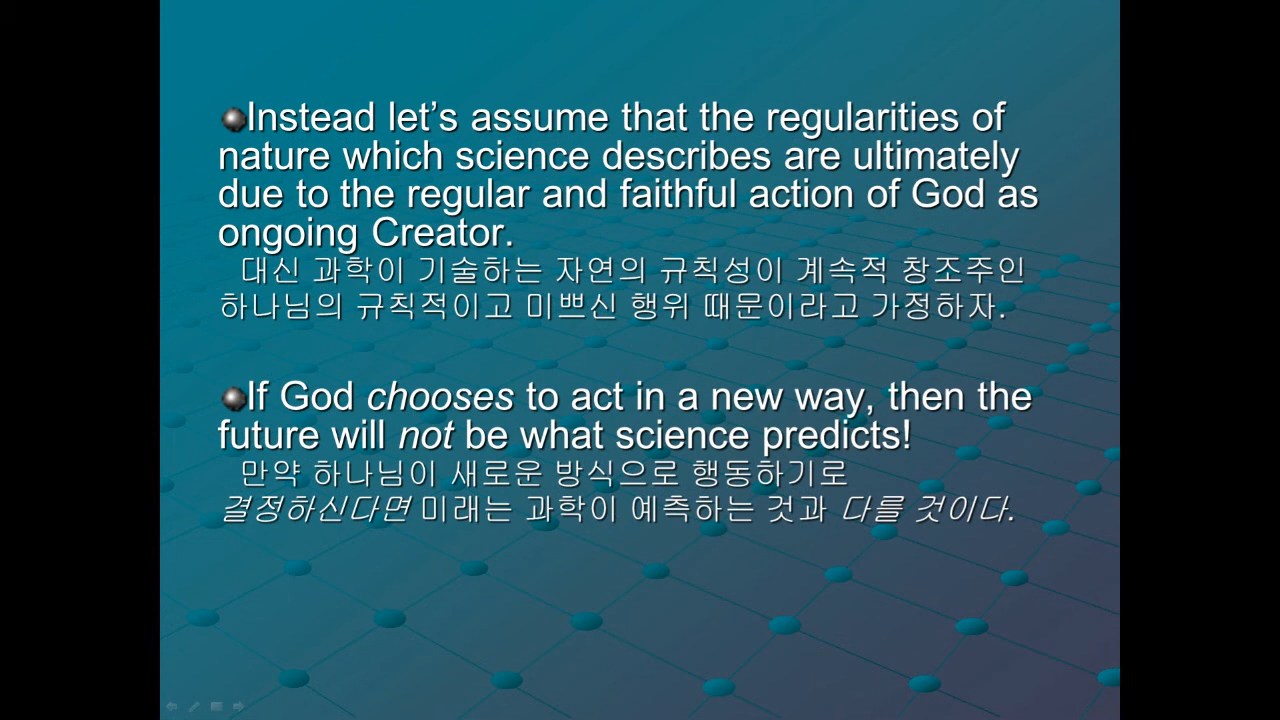 Instead let’s assume that the regularities of
nature which science describes are ultimately
due to the regular and faithful action of God as
ongoing Creator.
대신 과학이 기술하는 자연의 규칙성이 계속적 창조주인
하나님의 규칙적이고 미쁘신 행위 때문이라고 가정하자.
If God chooses to act in a new way, then the
future will not be what science predicts!
만약 하나님이 새로운 방식으로 행동하기로
결정하신다면 미래는 과학이 예측하는 것과 다를 것이다.